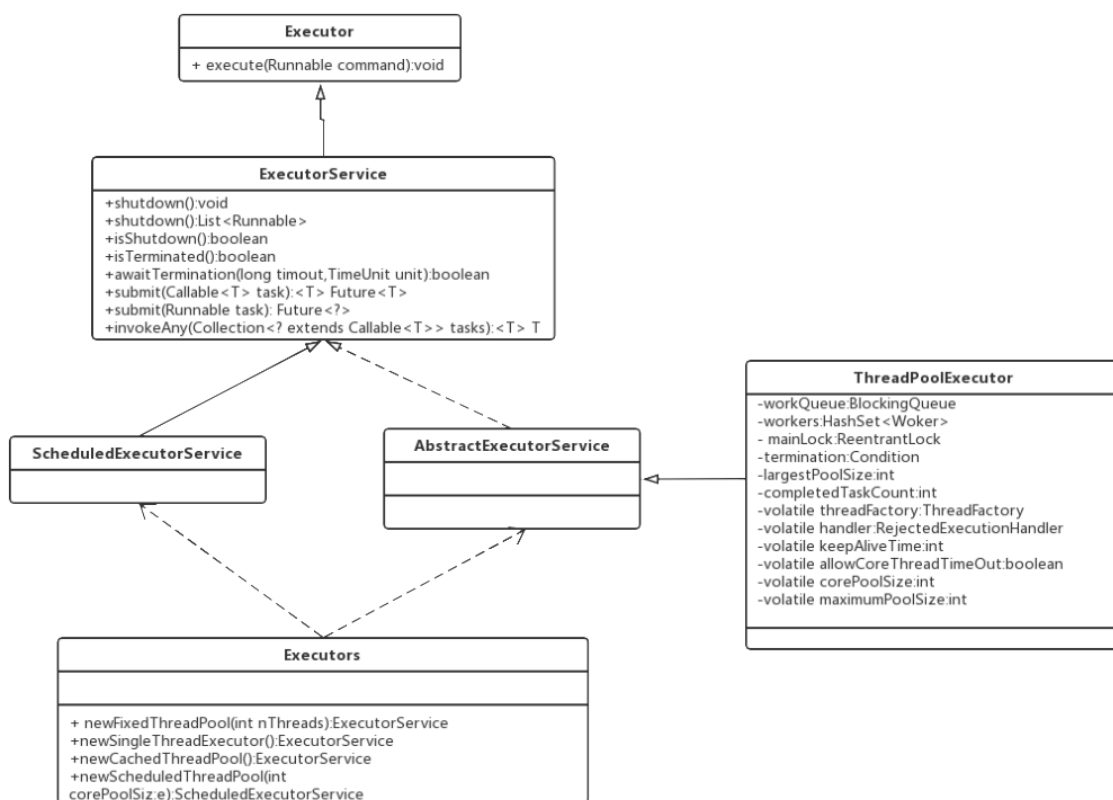 Executor
+ execute(Runnable command):void
ExecutorService
+shutdown():void
+shutdown():List<Runnable>
+isShutdown():boolean
+isTerminated():boolean
+awaitTermination(long timout,TimeUnit unit):boolean
+submit(Callable<T> task):<T> Future<T>
+submit(Runnable task): Future<?>
+invokeAny(Collection<? extends Callable<T>> tasks):<T> T
ScheduledExecutorService
AbstractExecutorService
ThreadPoolExecutor
-workQueue:BlockingQueue
-workers:HashSet<Woker>
- mainLock:ReentrantLock
-termination:Condition
-largestPoolSize:int
-completedTaskCount:int
-volatile threadFactory:ThreadFactory
-volatile handler:RejectedExecutionHandler
-volatile keepAliveTime:int
-volatile allowCoreThreadTimeOut:boolean
-volatile corePoolSize:int
-volatile maximumPoolSize:int
Executors
+ newFixedThreadPool(int nThreads):ExecutorService
+newSingleThreadExecutor():ExecutorService
+newCachedThreadPool():ExecutorService
+newScheduledThreadPool(int
corePoolSiz:e):ScheduledExecutorService